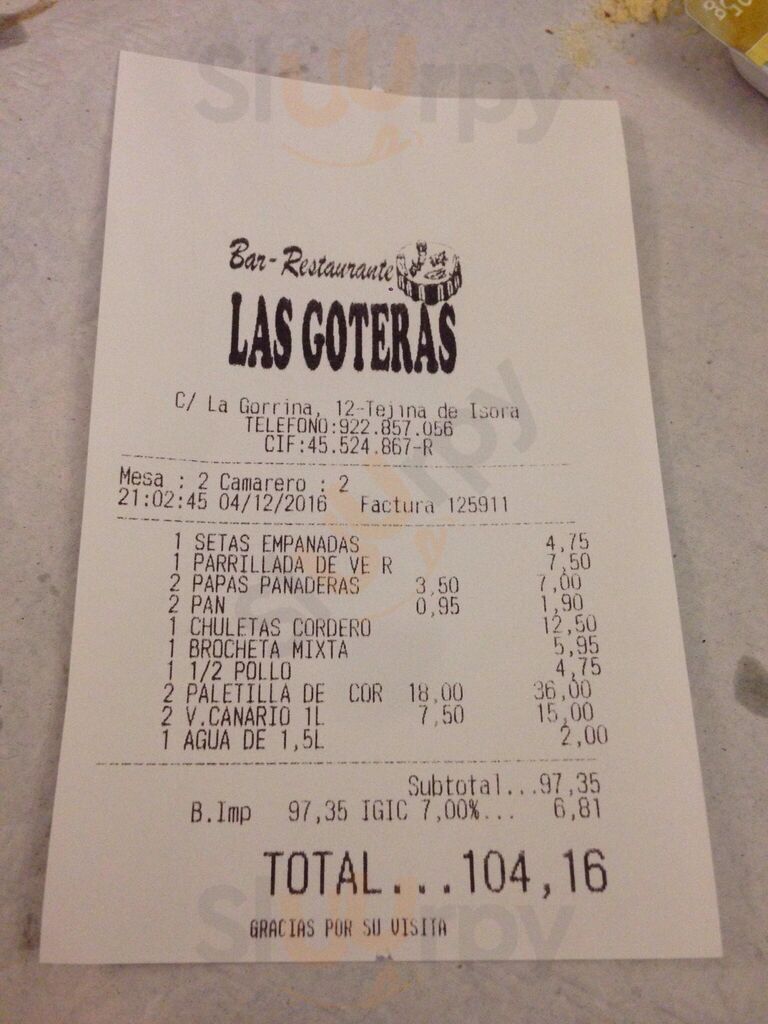 Sluurpy
Bar-Restaurante
LAS GOTERAS
C/ La Gorrina, 12-Tejina de Isora
TELEFONO:922.857.056
CIF:45.524.867-R
Mesa : 2 Camarero : 2
21:02:45 04/12/2016 Factura 125911
1 SETAS EMPANADAS 4,75
1 PARRILLADA DE VE R 7,50
2 PAPAS PANADERAS 3,50 7,00
2 PAN 0,95 1,90
1 CHULETAS CORDERO 12,50
1 BROCHETA MIXTA 5,95
1 1/2 POLLO 4,75
2 PALETILLA DE COR 18,00 36,00
2 V.CANARIO 1L 7,50 15,00
1 AGUA DE 1,5L 2,00
Subtotal...97,35
B.Imp 97,35 IGIC 7,00%... 6,81
TOTAL...104,16
GRACIAS POR SU VISITA
Sluurpy